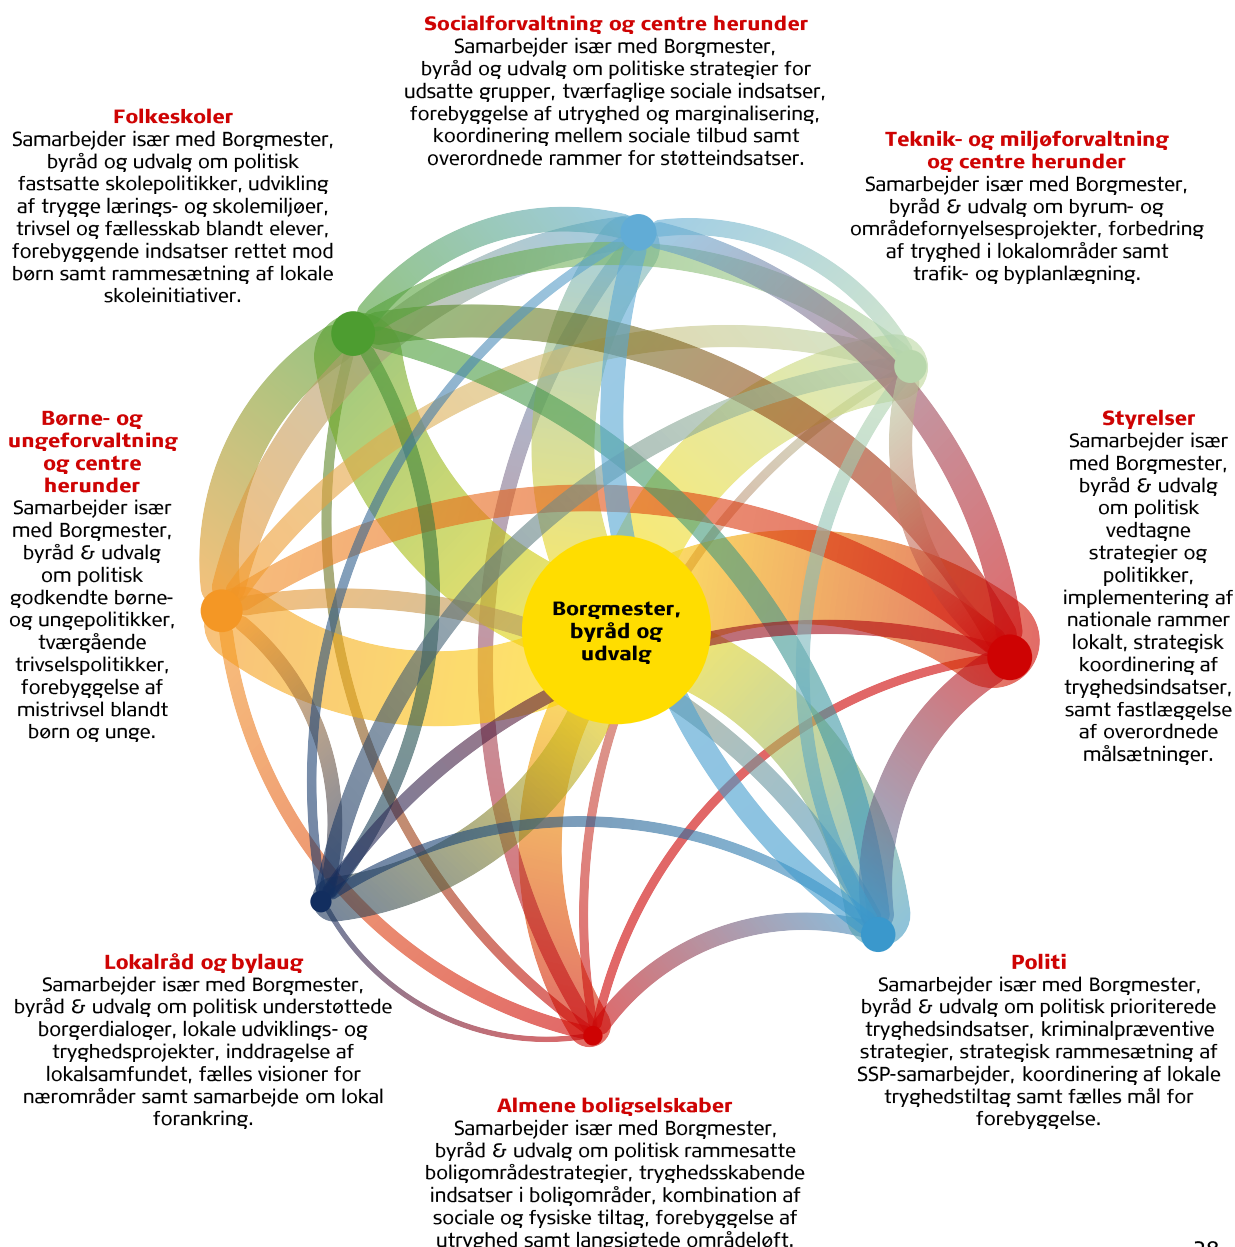 Socialforvaltning og centre herunder
Samarbejder især med Borgmester,
byråd og udvalg om politiske strategier for
udsatte grupper, tværfaglige sociale indsatser,
forebyggelse af utryghed og marginalisering,
koordinering mellem sociale tilbud samt
overordnede rammer for støtteindsatser.
Folkeskoler
Samarbejder især med Borgmester,
byråd og udvalg om politisk
fastsatte skolepolitikker, udvikling
af trygge lærings- og skolemiljøer,
trivsel og fællesskab blandt elever,
forebyggende indsatser rettet mod
børn samt rammesætning af lokale
skoleinitiativer.
Teknik- og miljøforvaltning
og centre herunder
Samarbejder især med Borgmester,
byråd & udvalg om byrum- og
områdefornyelsesprojekter, forbedring
af tryghed i lokalområder samt
trafik- og byplanlægning.
Børne- og
ungeforvaltning
og centre
herunder
Samarbejder især
med Borgmester,
byråd & udvalg
om politisk
godkendte børne-
og ungepolitikker,
tværgående
trivselspolitikker,
forebyggelse af
mistrivsel blandt
børn og unge.
Styrelser
Samarbejder især
med Borgmester,
byråd & udvalg
om politisk
vedtagne
strategier og
politikker,
implementering af
nationale rammer
lokalt, strategisk
koordinering af
tryghedsindsatser,
samt fastlæggelse
af overordnede
målsætninger.
Borgmester,
byråd og
udvalg
Lokalråd og bylaug
Samarbejder især med Borgmester,
byråd & udvalg om politisk understøttede
borgerdialoger, lokale udviklings- og
tryghedsprojekter, inddragelse af
lokalsamfundet, fælles visioner for
nærområder samt samarbejde om lokal
forankring.
Politi
Samarbejder især med Borgmester,
byråd & udvalg om politisk prioriterede
tryghedsindsatser, kriminalpræventive
strategier, strategisk rammesætning af
SSP-samarbejder, koordinering af lokale
tryghedstiltag samt fælles mål for
forebyggelse.
Almene boligselskaber
Samarbejder især med Borgmester,
byråd & udvalg om politisk rammesatte
boligområdestrategier, tryghedsskabende
indsatser i boligområder, kombination af
sociale og fysiske tiltag, forebyggelse af
utryghed samt langsigtede områdeløft.